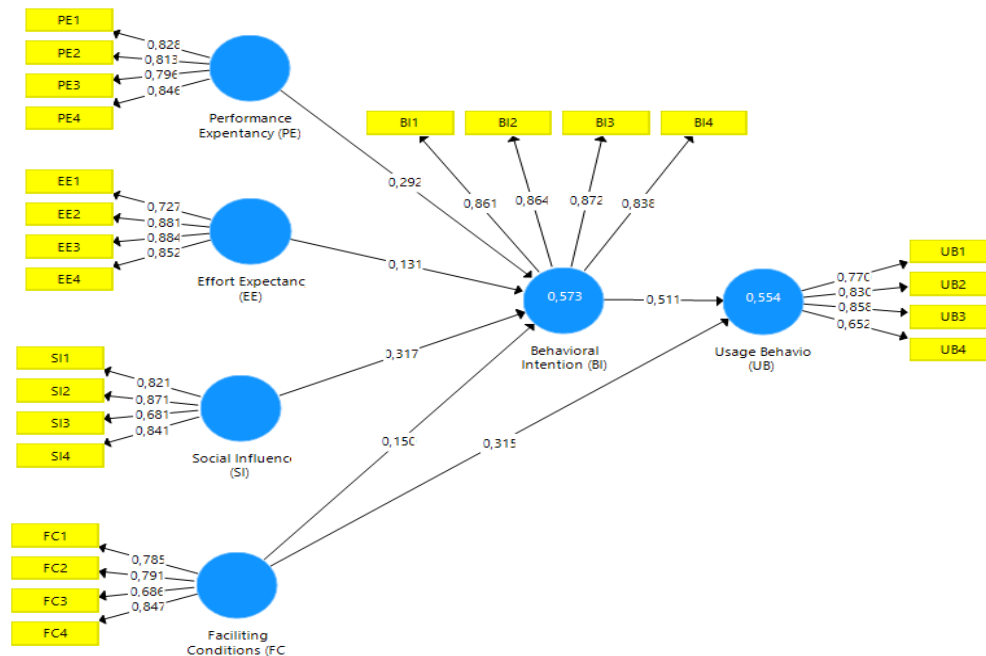 PE1
PE2
PE3
PE4
0,828
0,813
0,796
0,846
Performance
Expentancy (PE)
BI1
BI2
BI3
BI4
0,292
0,861
0,864
0,872
0,838
EE1
EE2
EE3
EE4
0,727
0,881
0,884
0,852
Effort Expectanc
(EE)
0,131
0,573
0,511
0,554
Behavioral
Intention (BI)
Usage Behavio
(UB)
0,770
0,830
0,858
0,652
UB1
UB2
UB3
UB4
SI1
SI2
SI3
SI4
0,821
0,871
0,681
0,841
Social Influenc
(SI)
0,317
0,150
0,315
FC1
FC2
FC3
FC4
0,785
0,791
0,686
0,847
Faciliting
Conditions (FC